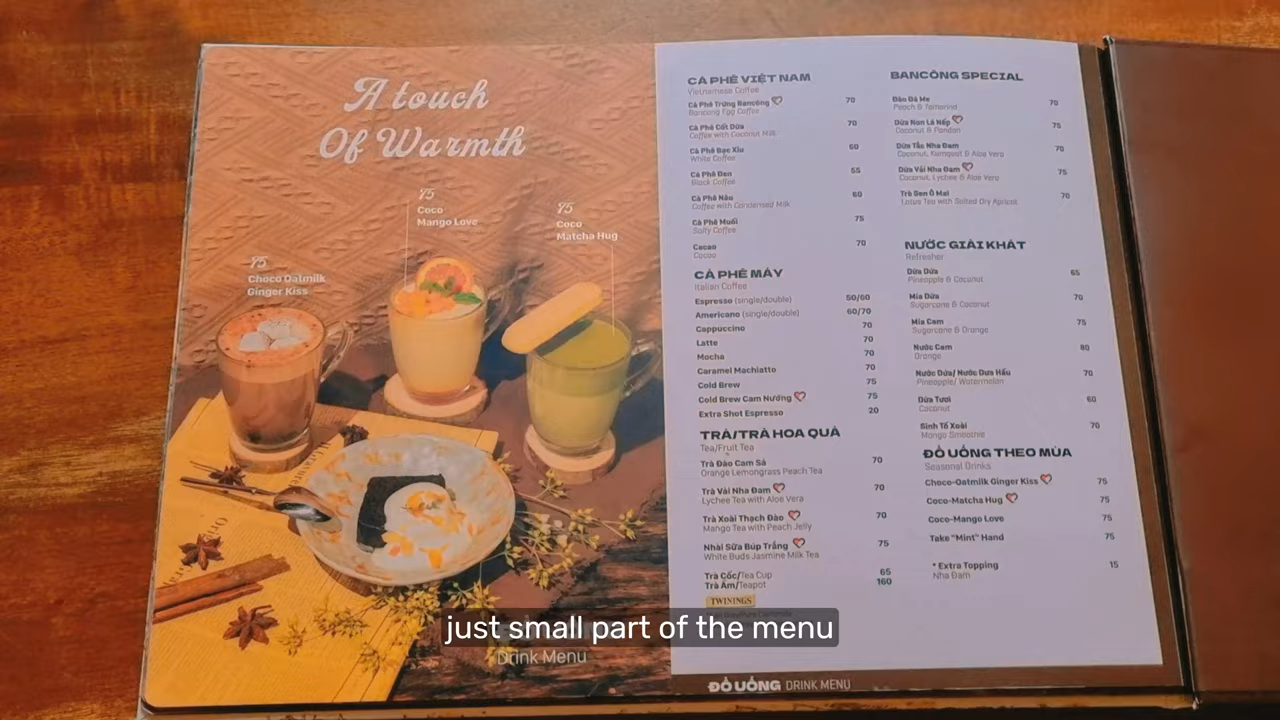 A touch
Of Warmth
75
Coco
Mango Love
75
Coco
Matcha Hug
75
Choco Oatmilk
Ginger Kiss
Drink Menu
CÀ PHÊ VIỆT NAM
Vietnamese Coffee
Cà Phê Trứng Bancông 70
Bancong Egg Coffee
Cà Phê Cốt Dừa 70
Coffee with Coconut Milk
Cà Phê Bạc Xỉu 60
White Coffee
Cà Phê Đen 55
Black Coffee
Cà Phê Nâu 60
Coffee with Condensed Milk
Cà Phê Muối 75
Salty Coffee
Cacao 70
Cacao
CÀ PHÊ MÁY
Italian Coffee
Espresso (single/double) 50/60
Americano (single/double) 60/70
Cappuccino 70
Latte 70
Mocha 70
Caramel Machiatto 70
Cold Brew 75
Cold Brew Cam Nướng 75
Extra Shot Espresso 20
TRÀ/TRÀ HOA QUẢ
Tea/Fruit Tea
Trà Đào Cam Sả 70
Orange Lemongrass Peach Tea
Trà Vải Nha Đam 70
Lychee Tea with Aloe Vera
Trà Xoài Thạch Đào 70
Mango Tea with Peach Jelly
Nhài Sữa Búp Trắng 75
White Buds Jasmine Milk Tea
Trà Cốc/Tea Cup 65
Trà Ấm/Teapot 160
TWININGS
BANCÔNG SPECIAL
Đào Đá Me 70
Peach & Tamarind
Dừa Non Lá Nếp 75
Coconut & Pandan
Dừa Tắc Nha Đam 70
Coconut, Kumquat & Aloe Vera
Dừa Vải Nha Đam 75
Coconut, Lychee & Aloe Vera
Trà Sen Ô Mai 70
Lotus Tea with Salted Dry Apricot
NƯỚC GIẢI KHÁT
Refresher
Dứa Dừa 65
Pineapple & Coconut
Mía Dừa 70
Sugarcane & Coconut
Mía Cam 75
Sugarcane & Orange
Nước Cam 80
Orange
Nước Dứa/ Nước Dưa Hấu 70
Pineapple/ Watermelon
Dừa Tươi 60
Coconut
Sinh Tố Xoài 70
Mango Smoothie
ĐỒ UỐNG THEO MÙA
Seasonal Drinks
Choco-Oatmilk Ginger Kiss 75
Coco-Matcha Hug 75
Coco-Mango Love 75
Take "Mint" Hand 75
* Extra Topping 15
Nha Đam
ĐỒ UỐNG DRINK MENU
just small part of the menu